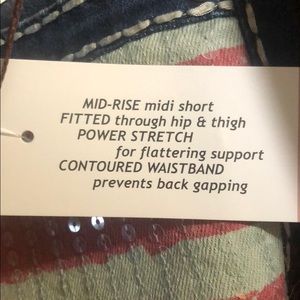 MID-RISE midi short
FITTED through hip & thigh
POWER STRETCH
for flattering support
CONTOURED WAISTBAND
prevents back gapping